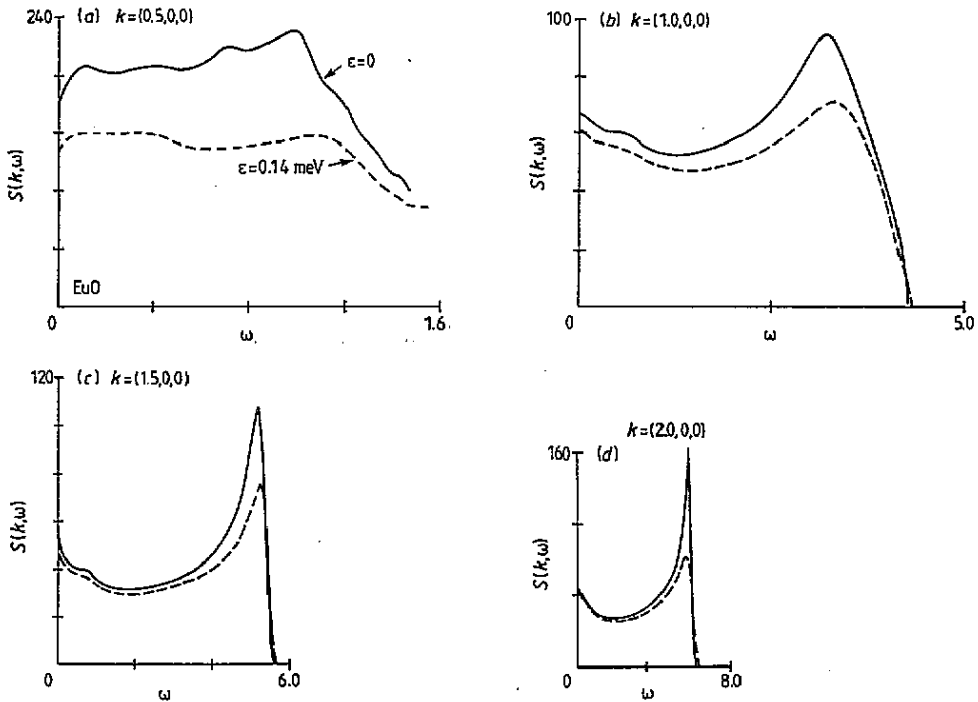 240
(a) k=(0.5,0,0)
ε=0
ε=0.14 meV
S(k,ω)
EuO
0
ω
1.6
100
(b) k=(1.0,0,0)
S(k,ω)
0
ω
5.0
120
(c) k=(1.5,0,0)
S(k,ω)
0
ω
6.0
k=(2.0,0,0)
160
(d)
S(k,ω)
0
ω
8.0